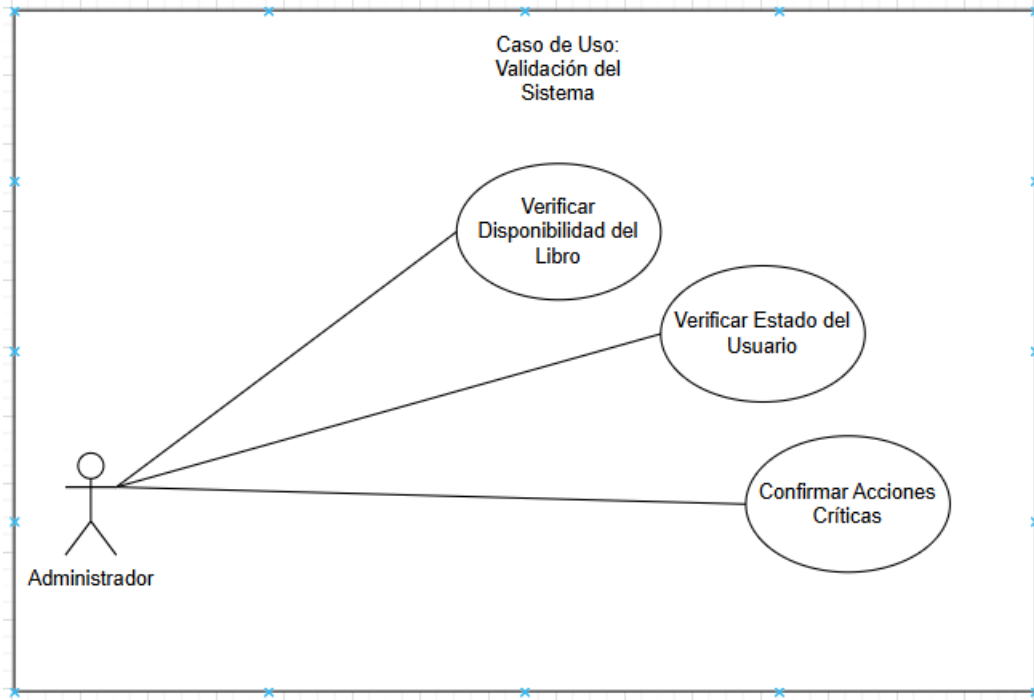 Caso de Uso:
Validación del
Sistema
Verificar
Disponibilidad del
Libro
Verificar Estado del
Usuario
Confirmar Acciones
Críticas
Administrador